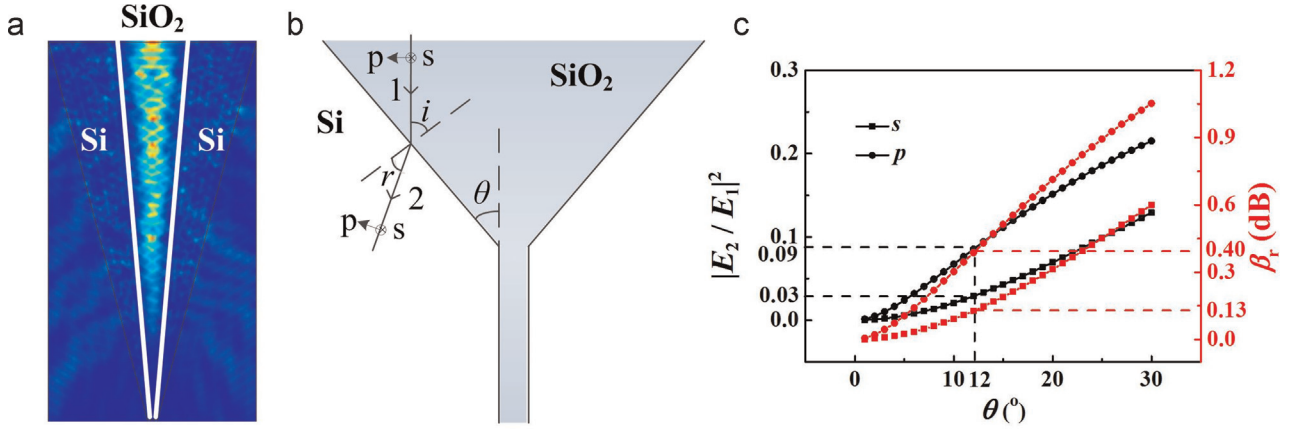 a
SiO₂
Si
Si
b
p
s
SiO₂
1
i
Si
r
2
θ
p
s
c
|E₂ / E₁|²
0.3
0.2
0.1
0.09
0.03
0.0
s
p
1.2
0.9
0.6
0.40
0.3
0.13
0.0
βᵣ (dB)
0
10
12
20
30
θ (°)